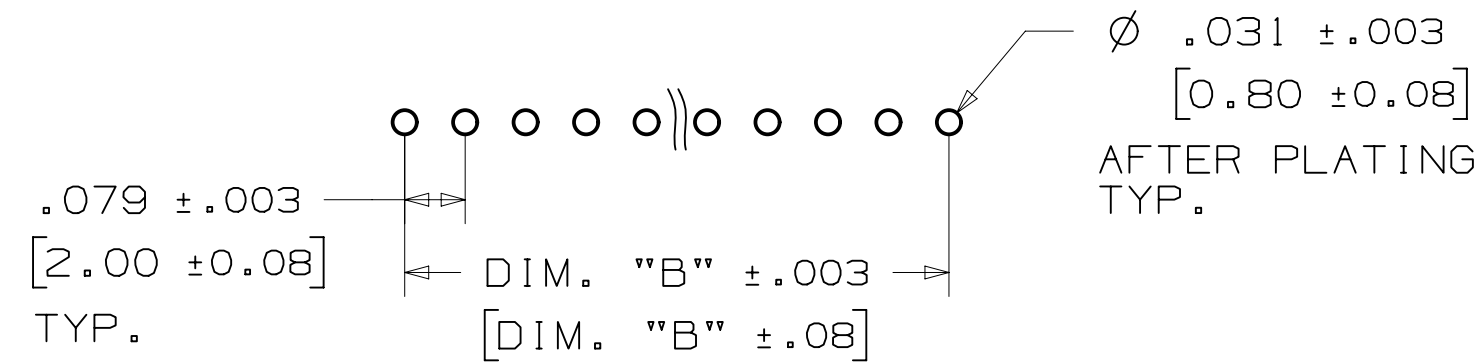 Ø .031 ±.003
[0.80 ±0.08]
AFTER PLATING
TYP.
.079 ±.003
[2.00 ±0.08]
TYP.
DIM. "B" ±.003
[DIM. "B" ±.08]